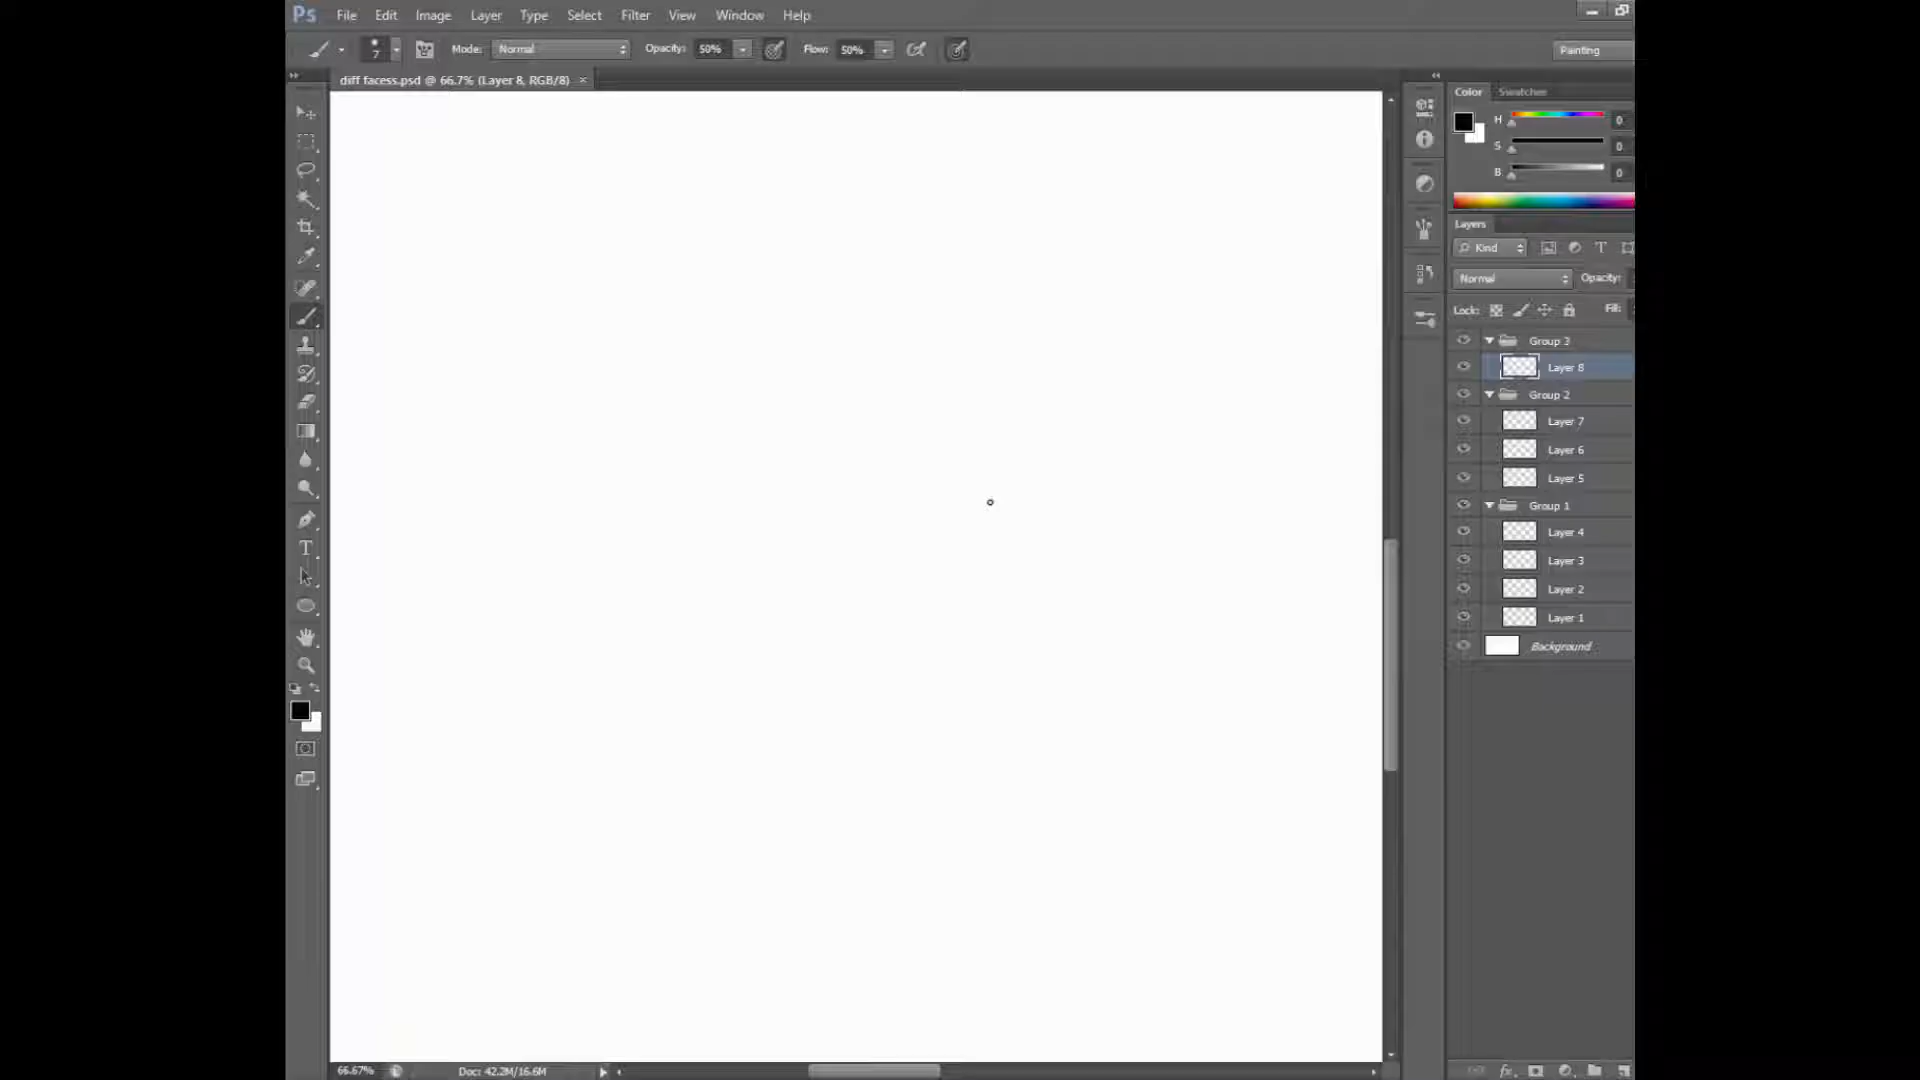 Ps File Edit Image Layer Type Select Filter View Window Help
7 Mode: Normal Opacity: 50% Flow: 50% Painting
diff facess.psd @ 66.7% (Layer 8, RGB/8) ×
Color Swatches
H 0
S 0
B 0
Layers
Kind T
Normal Opacity:
Lock: Fill:
Group 3
Layer 8
Group 2
Layer 7
Layer 6
Layer 5
Group 1
Layer 4
Layer 3
Layer 2
Layer 1
Background
T
66.67% Doc: 42.2M/16.6M
fx